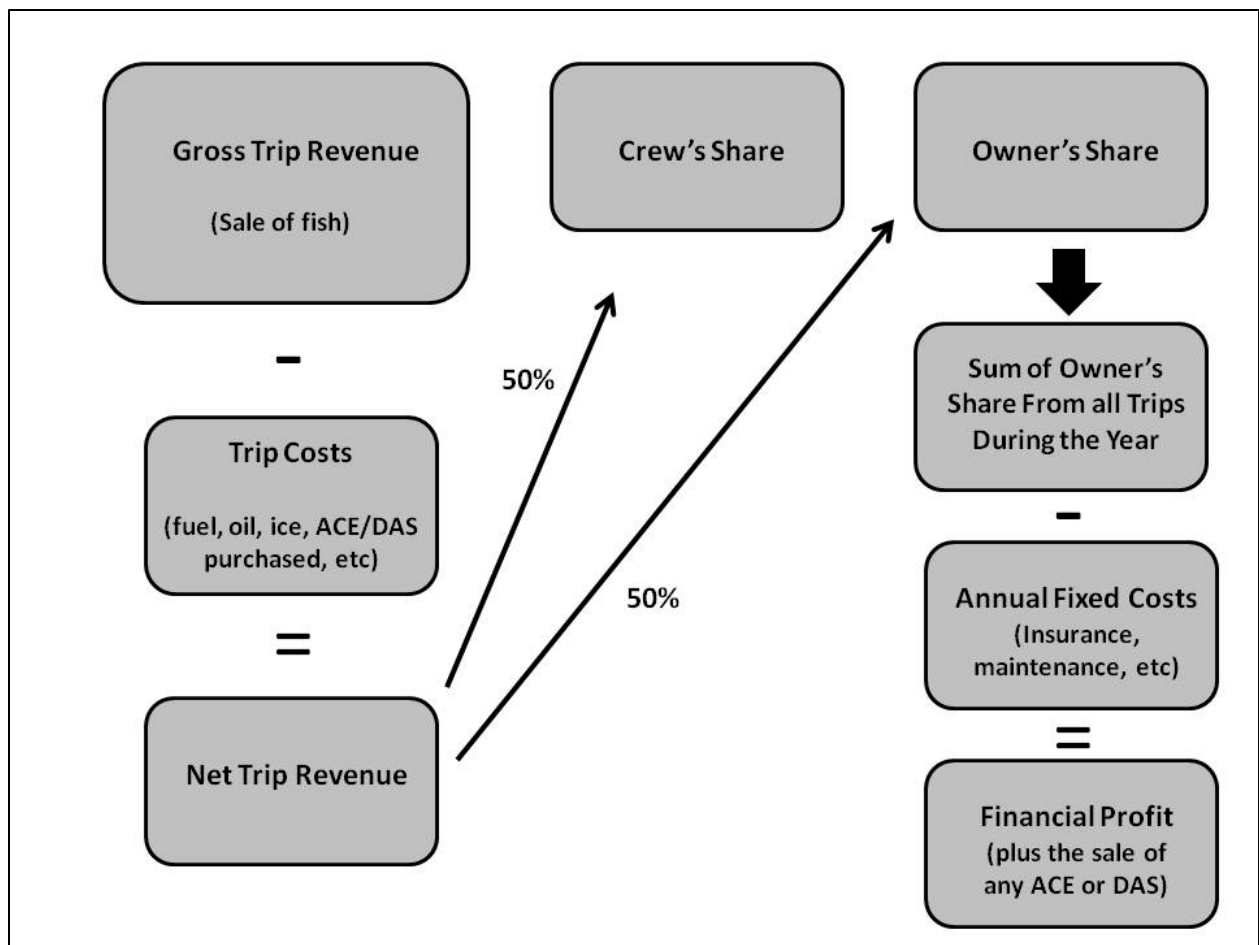 Gross Trip Revenue
(Sale of fish)
-
Trip Costs
(fuel, oil, ice, ACE/DAS
purchased, etc)
=
Net Trip Revenue
50%
50%
Crew's Share
Owner's Share
Sum of Owner's
Share From all Trips
During the Year
-
Annual Fixed Costs
(Insurance,
maintenance, etc)
=
Financial Profit
(plus the sale of
any ACE or DAS)